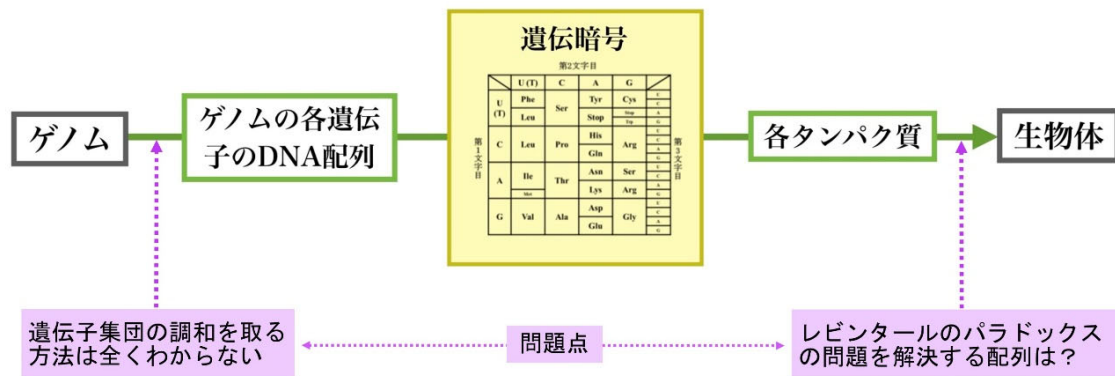 遺伝暗号
第2文字目
U (T) C A G
U
(T)
Phe
Leu
Ser
Tyr
Stop
Cys
Stop
Trp
U
C
A
G
C
Leu
Pro
His
Gln
Arg
U
C
A
G
A
Ile
Met
Thr
Asn
Lys
Ser
Arg
U
C
A
G
G
Val
Ala
Asp
Glu
Gly
U
C
A
G
第1文字目
第3文字目
ゲノム
ゲノムの各遺伝
子のDNA配列
各タンパク質
生物体
遺伝子集団の調和を取る
方法は全くわからない
問題点
レビンタールのパラドックス
の問題を解決する配列は?